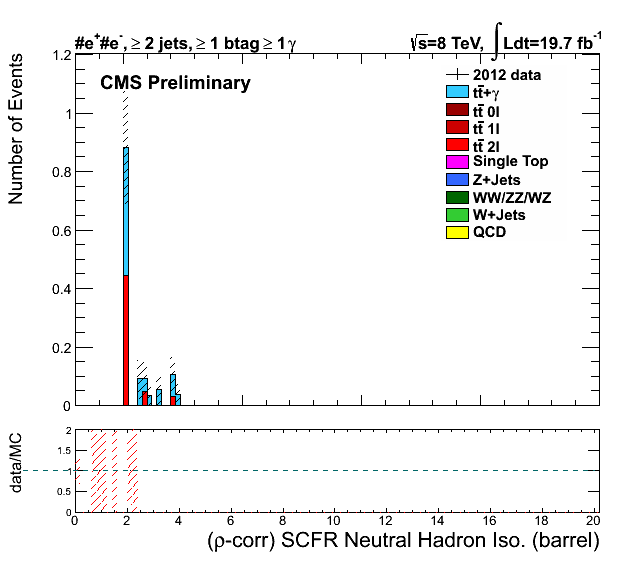 #e⁺#e⁻, ≥ 2 jets, ≥ 1 btag ≥ 1 γ
√s=8 TeV, ∫Ldt=19.7 fb⁻¹
Number of Events
1.2
1
0.8
0.6
0.4
0.2
0
CMS Preliminary
2012 data
tt̄+γ
tt̄ 0l
tt̄ 1l
tt̄ 2l
Single Top
Z+Jets
WW/ZZ/WZ
W+Jets
QCD
data/MC
2
1.5
1
0.5
0
0 2 4 6 8 10 12 14 16 18 20
(ρ-corr) SCFR Neutral Hadron Iso. (barrel)